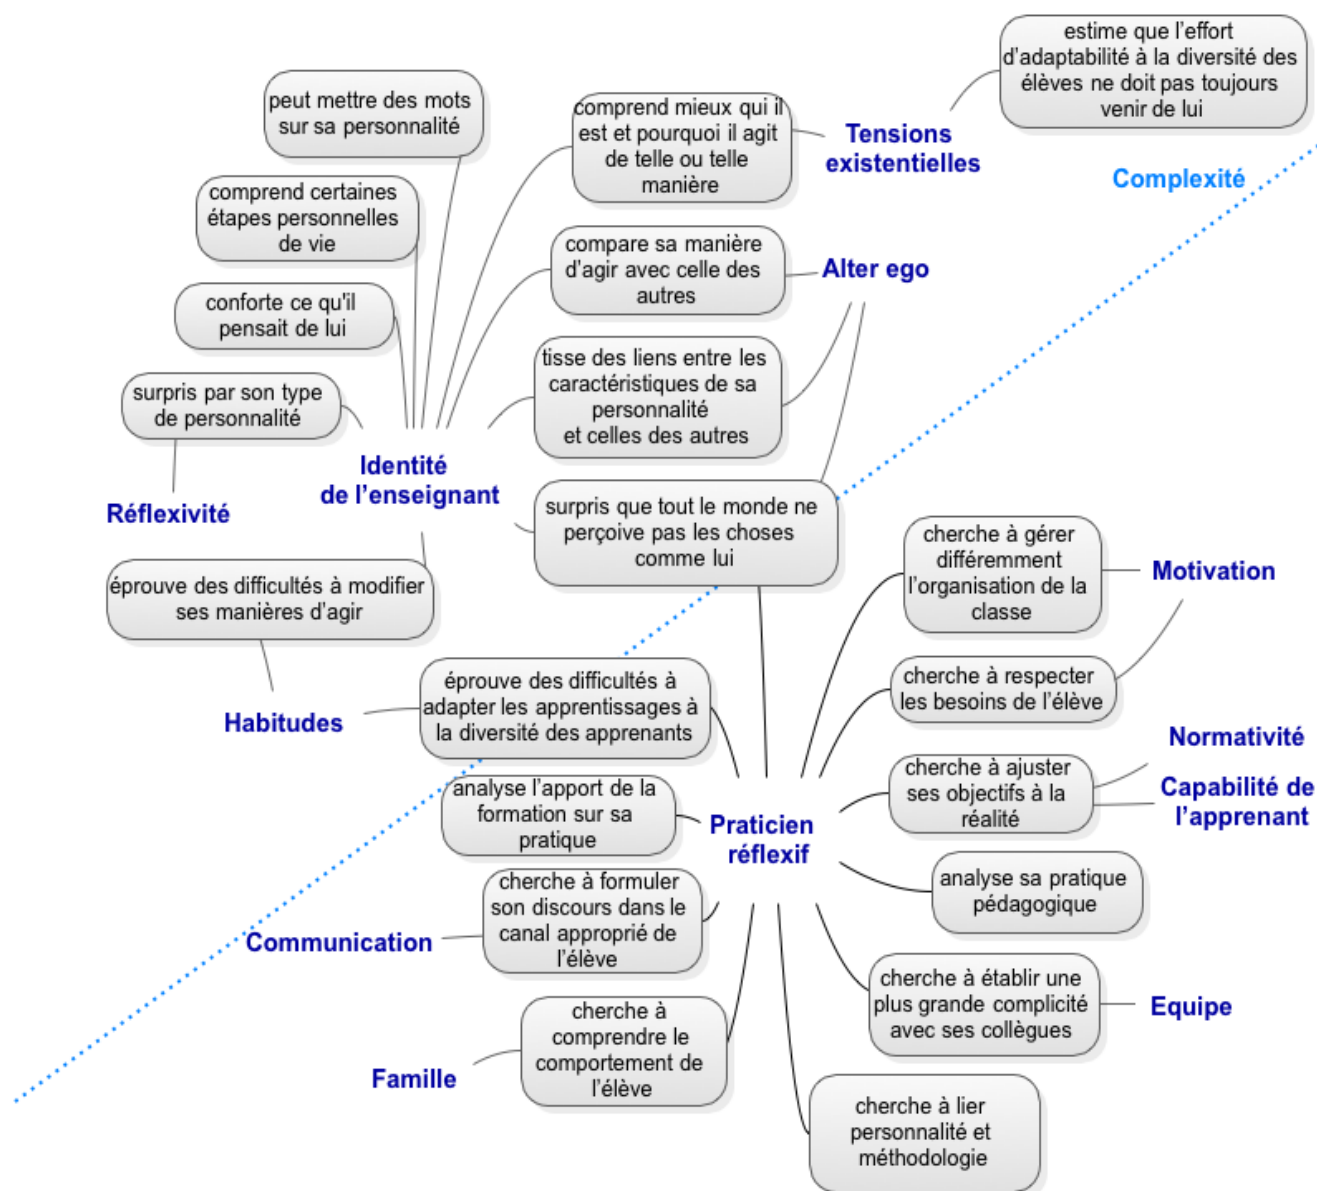 estime que l'effort
d'adaptabilité à la diversité des
élèves ne doit pas toujours
venir de lui
peut mettre des mots
sur sa personnalité
comprend mieux qui il
est et pourquoi il agit
de telle ou telle
manière
Tensions
existentielles
Complexité
comprend certaines
étapes personnelles
de vie
compare sa manière
d'agir avec celle des
autres
Alter ego
conforte ce qu'il
pensait de lui
tisse des liens entre les
caractéristiques de sa
personnalité
et celles des autres
surpris par son type
de personnalité
Identité
de l'enseignant
Réflexivité
surpris que tout le monde ne
perçoive pas les choses
comme lui
cherche à gérer
différemment
l'organisation de la
classe
Motivation
éprouve des difficultés à modifier
ses manières d'agir
cherche à respecter
les besoins de l'élève
éprouve des difficultés à
adapter les apprentissages à
la diversité des apprenants
Habitudes
Normativité
cherche à ajuster
ses objectifs à la
réalité
Capabilité de
l'apprenant
analyse l'apport de la
formation sur sa
pratique
Praticien
réflexif
analyse sa pratique
pédagogique
cherche à formuler
son discours dans le
canal approprié de
l'élève
Communication
cherche à établir une
plus grande complicité
avec ses collègues
Equipe
cherche à
comprendre le
comportement de
l'élève
Famille
cherche à lier
personnalité et
méthodologie